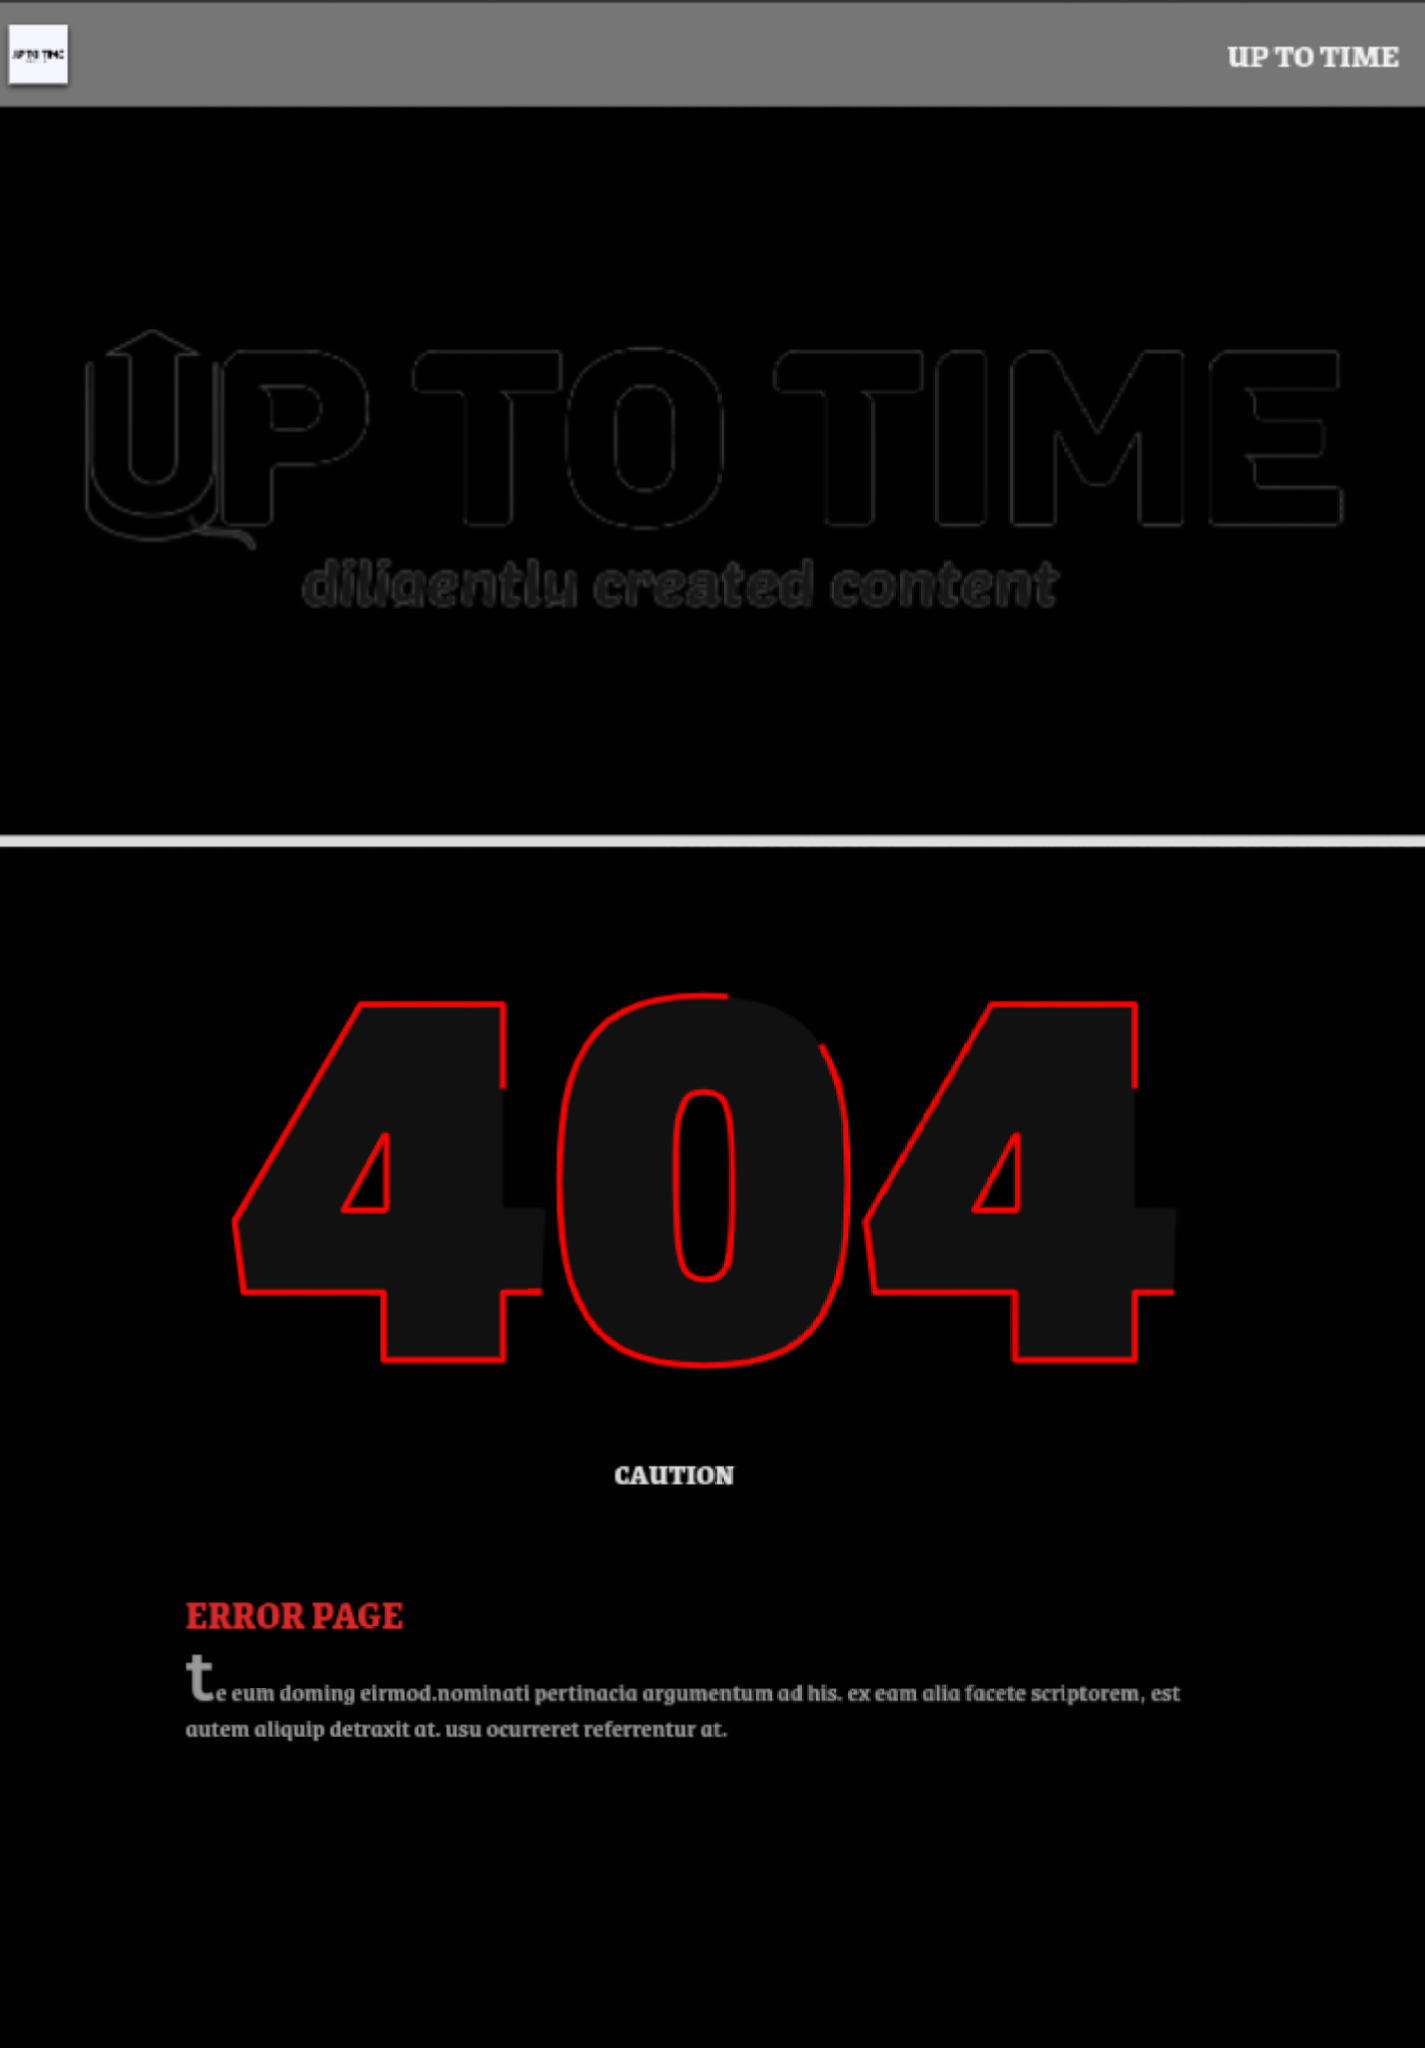 UP TO TIME
UP TO TIME
UP TO TIME
diligently created content
404
CAUTION
ERROR PAGE
te eum doming eirmod.nominati pertinacia argumentum ad his. ex eam alia facete scriptorem, est
autem aliquip detraxit at. usu ocurreret referrentur at.